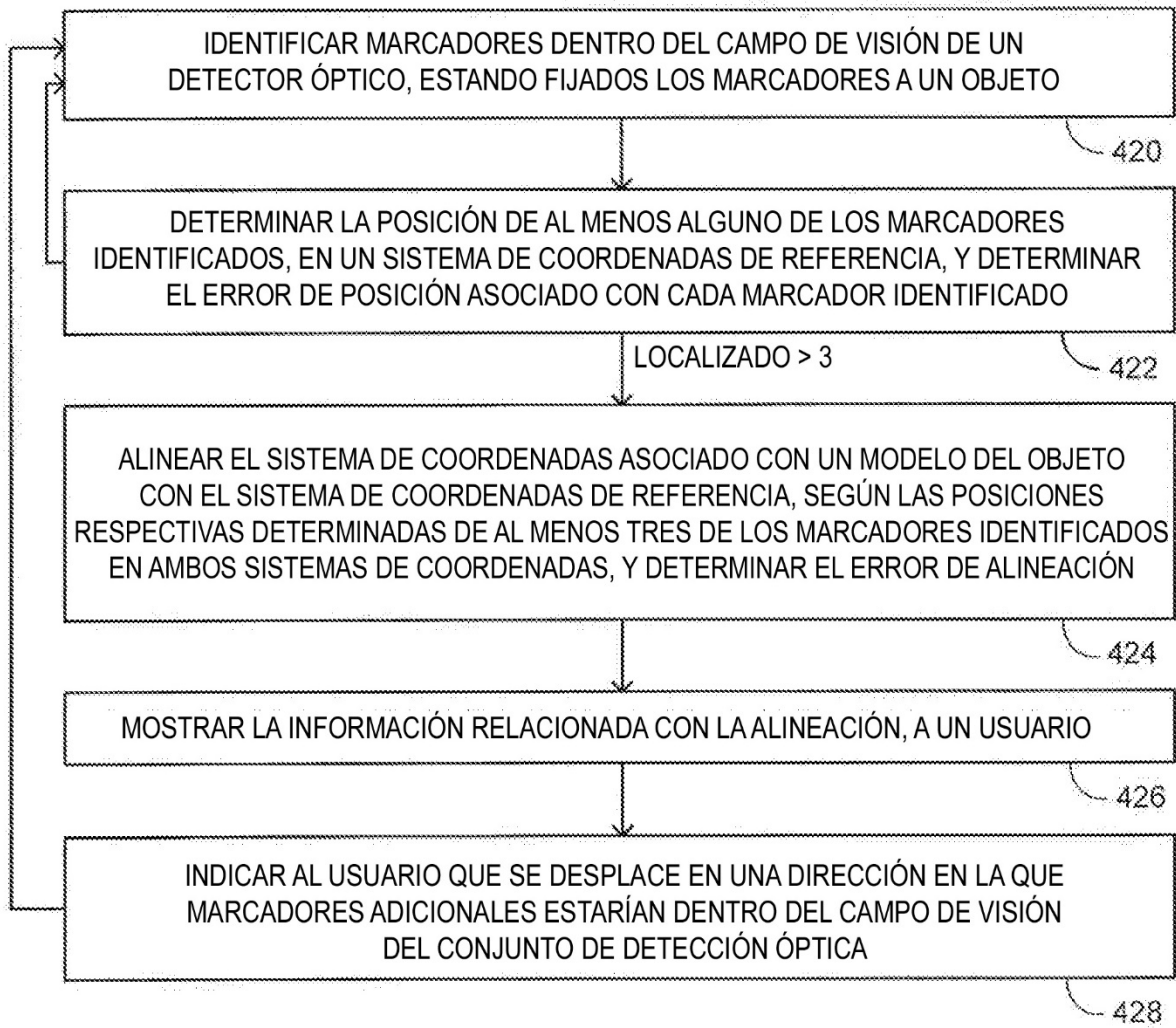 IDENTIFICAR MARCADORES DENTRO DEL CAMPO DE VISIÓN DE UN
DETECTOR ÓPTICO, ESTANDO FIJADOS LOS MARCADORES A UN OBJETO
420
DETERMINAR LA POSICIÓN DE AL MENOS ALGUNO DE LOS MARCADORES
IDENTIFICADOS, EN UN SISTEMA DE COORDENADAS DE REFERENCIA, Y DETERMINAR
EL ERROR DE POSICIÓN ASOCIADO CON CADA MARCADOR IDENTIFICADO
LOCALIZADO > 3
422
ALINEAR EL SISTEMA DE COORDENADAS ASOCIADO CON UN MODELO DEL OBJETO
CON EL SISTEMA DE COORDENADAS DE REFERENCIA, SEGÚN LAS POSICIONES
RESPECTIVAS DETERMINADAS DE AL MENOS TRES DE LOS MARCADORES IDENTIFICADOS
EN AMBOS SISTEMAS DE COORDENADAS, Y DETERMINAR EL ERROR DE ALINEACIÓN
424
MOSTRAR LA INFORMACIÓN RELACIONADA CON LA ALINEACIÓN, A UN USUARIO
426
INDICAR AL USUARIO QUE SE DESPLACE EN UNA DIRECCIÓN EN LA QUE
MARCADORES ADICIONALES ESTARÍAN DENTRO DEL CAMPO DE VISIÓN
DEL CONJUNTO DE DETECCIÓN ÓPTICA
428